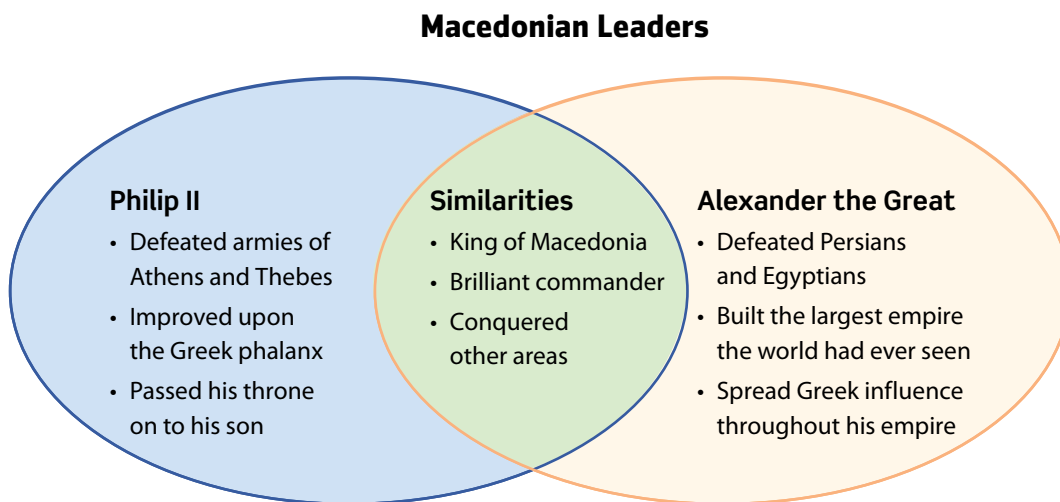 Macedonian Leaders
Philip II
• Defeated armies of
Athens and Thebes
• Improved upon
the Greek phalanx
• Passed his throne
on to his son
Similarities
• King of Macedonia
• Brilliant commander
• Conquered
other areas
Alexander the Great
• Defeated Persians
and Egyptians
• Built the largest empire
the world had ever seen
• Spread Greek influence
throughout his empire